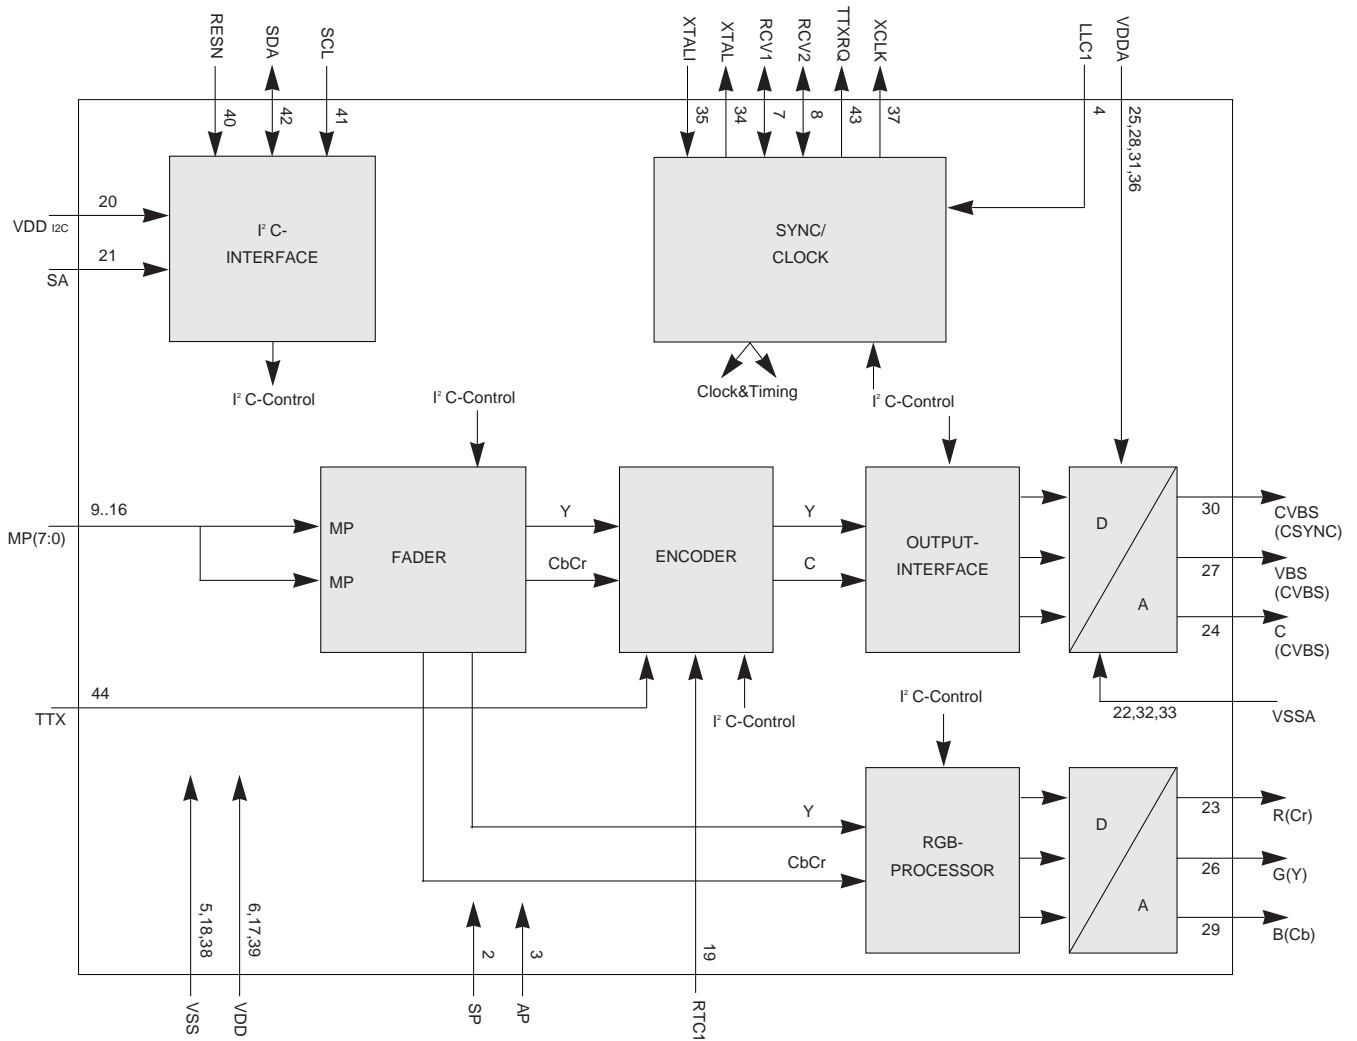 RESN
SDA
SCL
XTALI
XTAL
RCV1
RCV2
TTXRQ
XCLK
LLC1
VDDA
40
42
41
35
34
7
8
43
37
4
25,28,31,36
20
VDD I2C
21
SA
I² C-
INTERFACE
SYNC/
CLOCK
I² C-Control
Clock&Timing
I² C-Control
I² C-Control
9..16
MP(7:0)
MP
MP
FADER
Y
CbCr
ENCODER
Y
C
OUTPUT-
INTERFACE
D
A
30
CVBS
(CSYNC)
27
VBS
(CVBS)
24
C
(CVBS)
44
TTX
I² C-Control
I² C-Control
22,32,33
VSSA
Y
CbCr
RGB-
PROCESSOR
D
A
23
R(Cr)
26
G(Y)
29
B(Cb)
5,18,38
6,17,39
2
3
19
VSS
VDD
SP
AP
RTC1